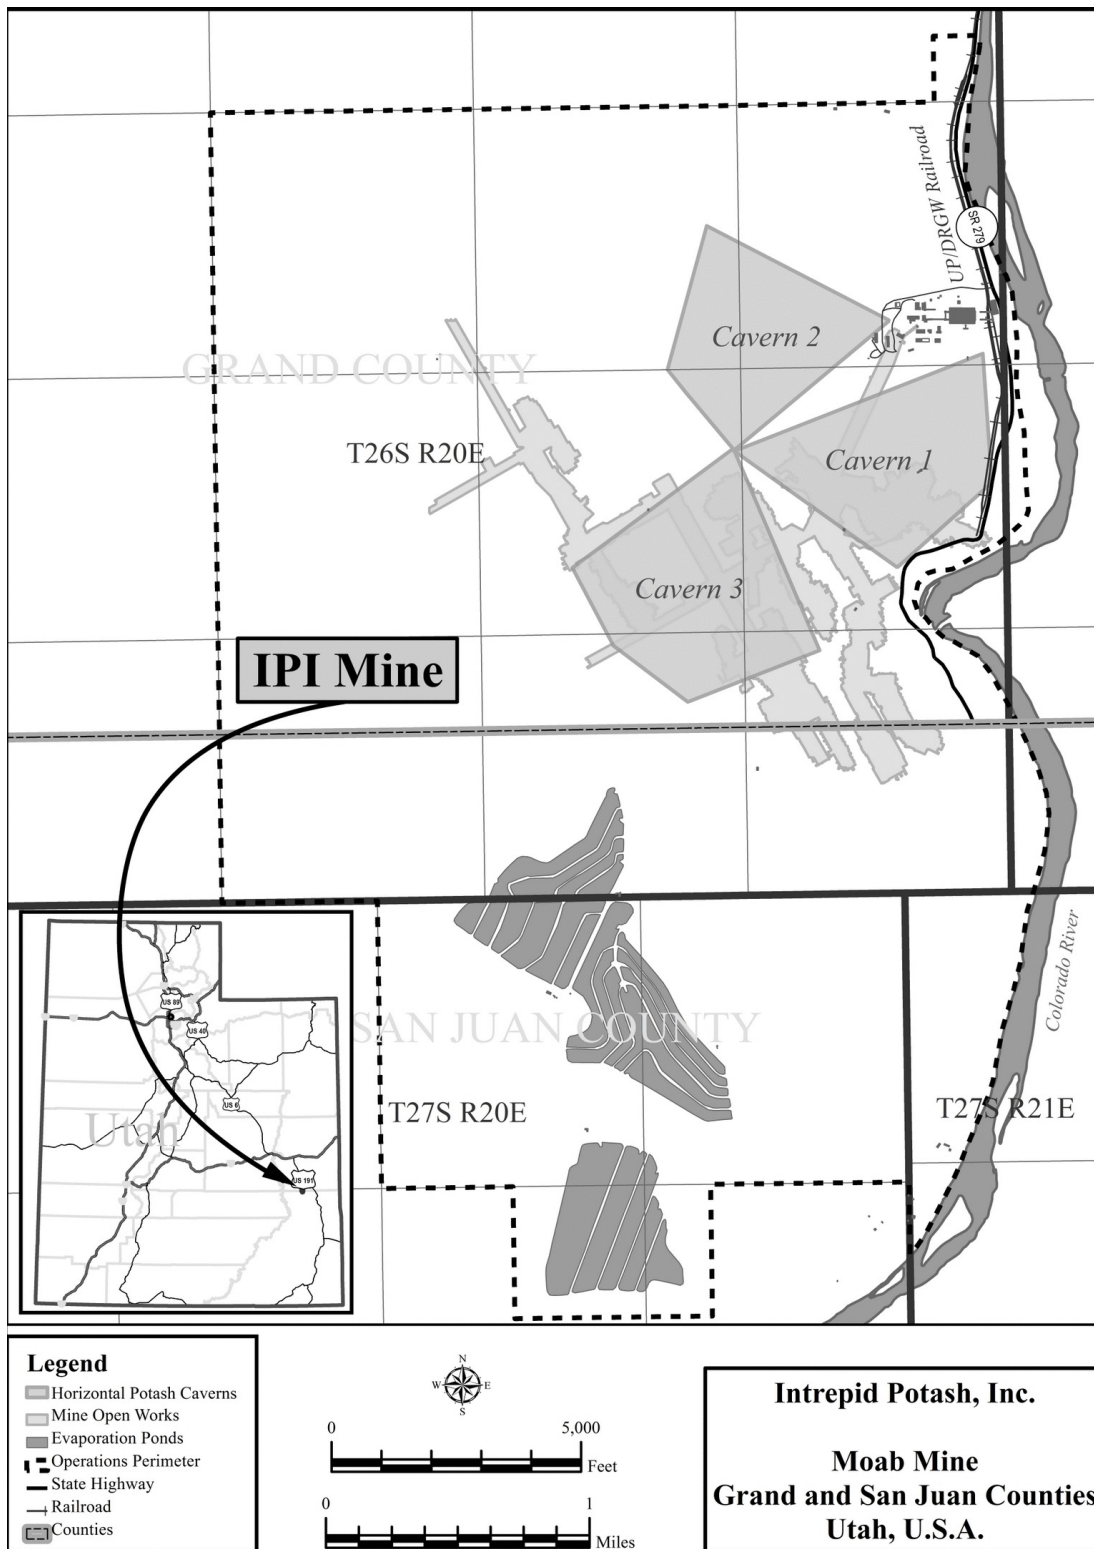 UP/DRGW Railroad
SR 279
Cavern 2
GRAND COUNTY
T26S R20E
Cavern 1
Cavern 3
IPI Mine
Colorado River
SAN JUAN COUNTY
T27S R20E
T27S R21E
US 89
US 40
US 6
Utah
US 191
Legend
Horizontal Potash Caverns
Mine Open Works
Evaporation Ponds
Operations Perimeter
State Highway
Railroad
Counties
N
W E
S
0 5,000
Feet
0 1
Miles
Intrepid Potash, Inc.
Moab Mine
Grand and San Juan Counties
Utah, U.S.A.